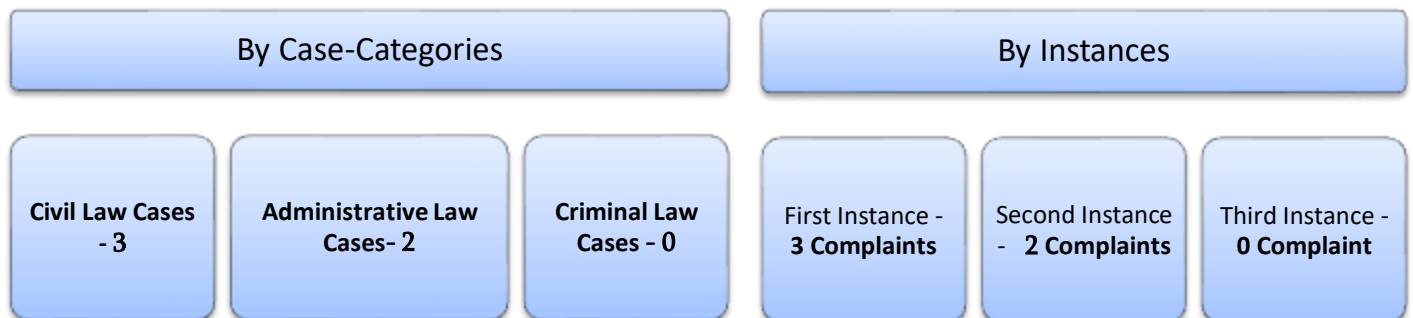 By Case-Categories
By Instances
Civil Law Cases
- 3
Administrative Law
Cases- 2
Criminal Law
Cases - 0
First Instance -
3 Complaints
Second Instance
- 2 Complaints
Third Instance -
0 Complaint